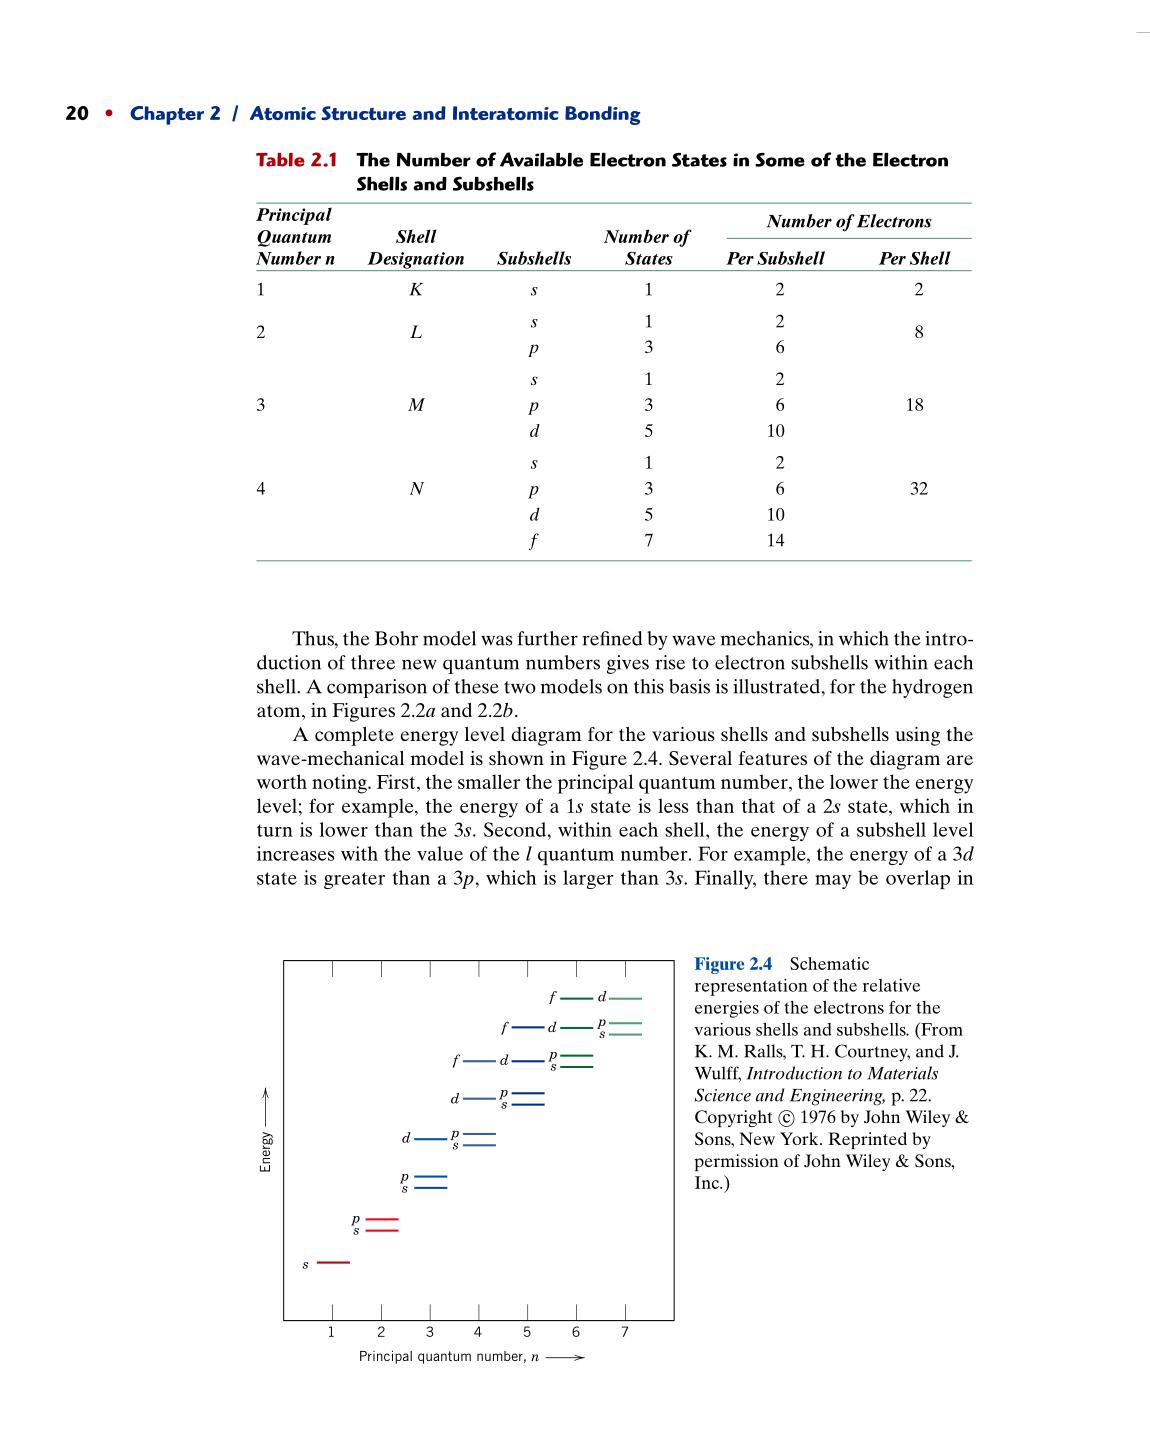 20 • Chapter 2 / Atomic Structure and Interatomic Bonding
Table 2.1 The Number of Available Electron States in Some of the Electron
Shells and Subshells
Principal
Quantum
Number n
Shell
Designation
Subshells
Number of
States
Number of Electrons
Per Subshell Per Shell
1 K s 1 2 2
2 L s 1 2 8
p 3 6
s 1 2
3 M p 3 6 18
d 5 10
s 1 2
4 N p 3 6 32
d 5 10
f 7 14
Thus, the Bohr model was further refined by wave mechanics, in which the intro-
duction of three new quantum numbers gives rise to electron subshells within each
shell. A comparison of these two models on this basis is illustrated, for the hydrogen
atom, in Figures 2.2a and 2.2b.
A complete energy level diagram for the various shells and subshells using the
wave-mechanical model is shown in Figure 2.4. Several features of the diagram are
worth noting. First, the smaller the principal quantum number, the lower the energy
level; for example, the energy of a 1s state is less than that of a 2s state, which in
turn is lower than the 3s. Second, within each shell, the energy of a subshell level
increases with the value of the l quantum number. For example, the energy of a 3d
state is greater than a 3p, which is larger than 3s. Finally, there may be overlap in
f d
f d p
s
f d p
s
d p
s
d p
s
p
s
p
s
s
Energy
1 2 3 4 5 6 7
Principal quantum number, n
Figure 2.4 Schematic
representation of the relative
energies of the electrons for the
various shells and subshells. (From
K. M. Ralls, T. H. Courtney, and J.
Wulff, Introduction to Materials
Science and Engineering, p. 22.
Copyright © 1976 by John Wiley &
Sons, New York. Reprinted by
permission of John Wiley & Sons,
Inc.)